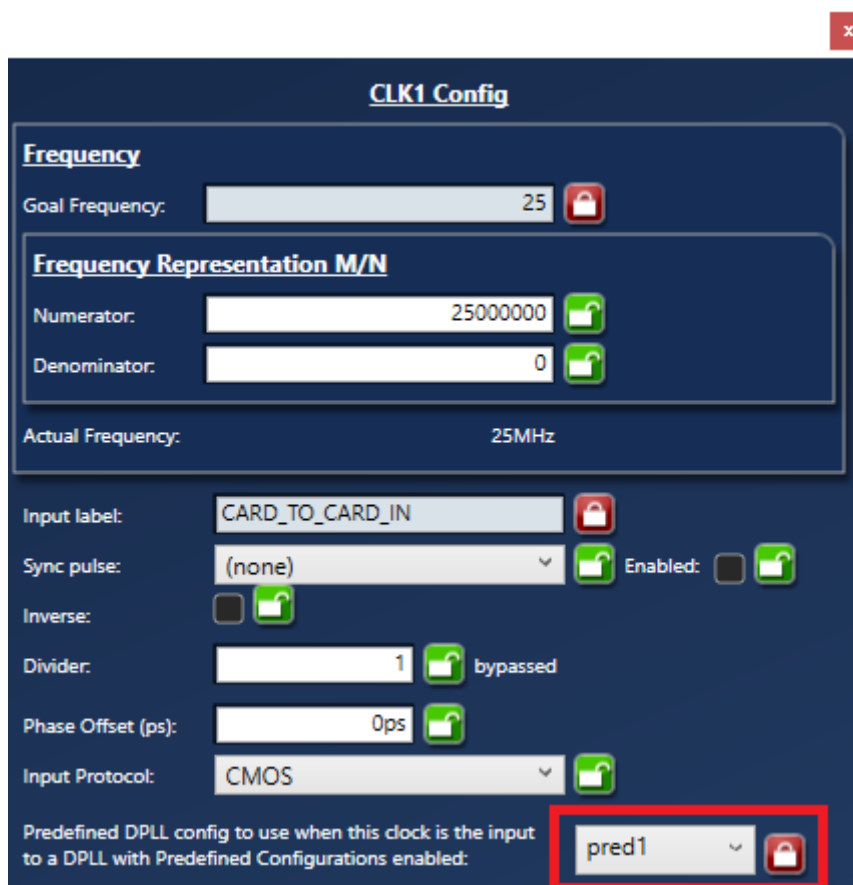 x
CLK1 Config
Frequency
Goal Frequency: 25
Frequency Representation M/N
Numerator: 25000000
Denominator: 0
Actual Frequency: 25MHz
Input label: CARD_TO_CARD_IN
Sync pulse: (none) Enabled:
Inverse:
Divider: 1 bypassed
Phase Offset (ps): 0ps
Input Protocol: CMOS
Predefined DPLL config to use when this clock is the input
to a DPLL with Predefined Configurations enabled: pred1